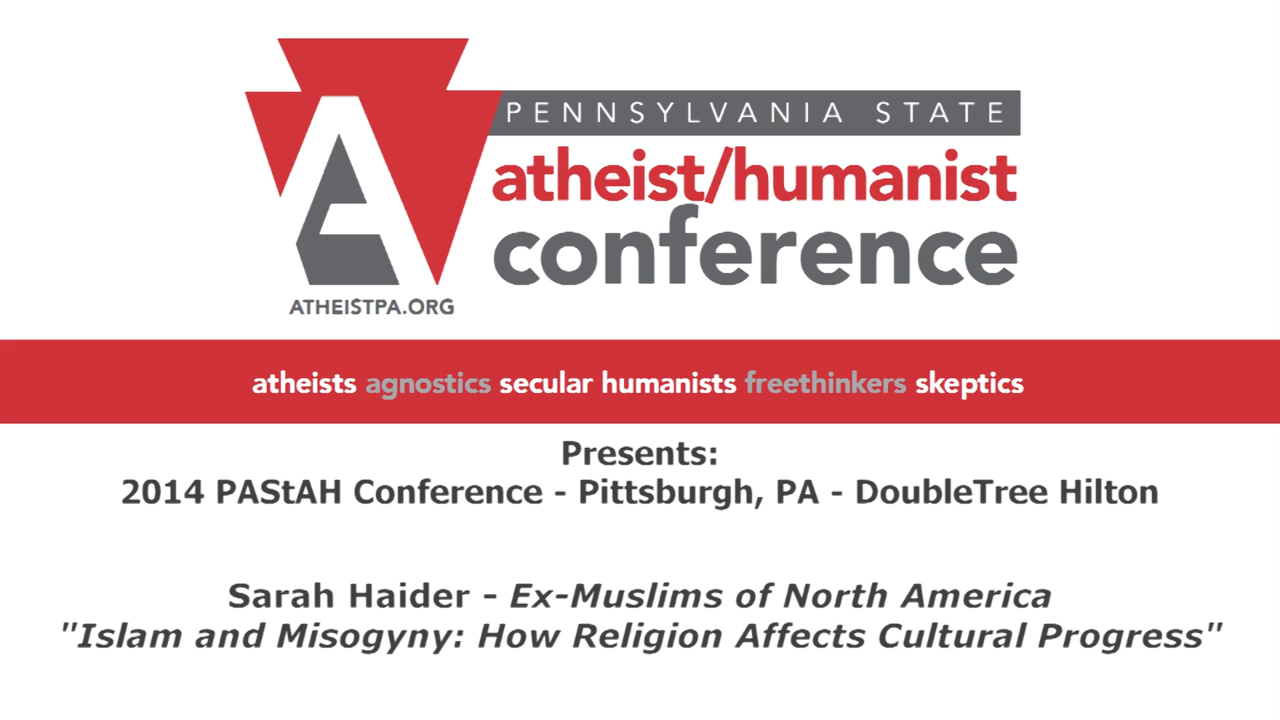 PENNSYLVANIA STATE
atheist/humanist
conference
A
ATHEISTPA.ORG
atheists agnostics secular humanists freethinkers skeptics
Presents:
2014 PAStAH Conference - Pittsburgh, PA - DoubleTree Hilton
Sarah Haider - Ex-Muslims of North America
"Islam and Misogyny: How Religion Affects Cultural Progress"